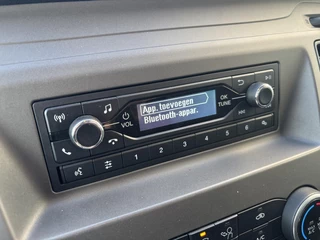 App. toevoegen
Bluetooth-appar.
VOL
OK
TUNE
1 2 3 4 5 6